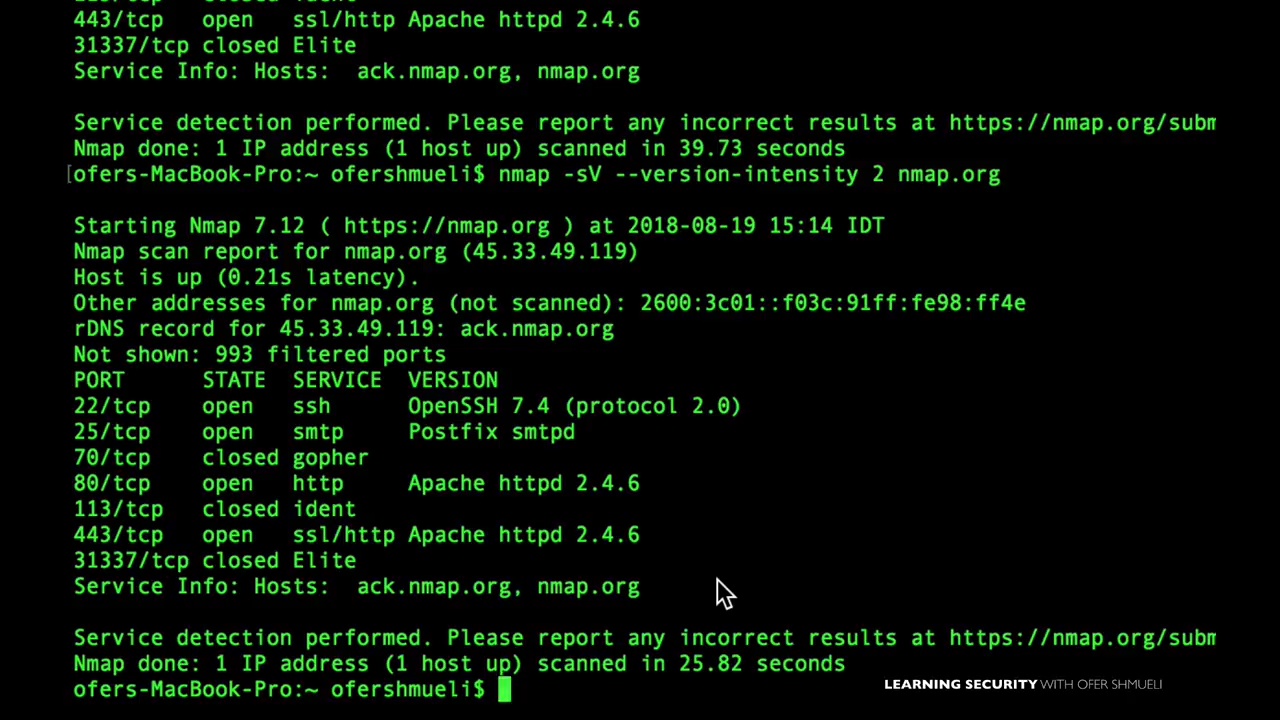 443/tcp open ssl/http Apache httpd 2.4.6
31337/tcp closed Elite
Service Info: Hosts: ack.nmap.org, nmap.org
Service detection performed. Please report any incorrect results at https://nmap.org/subm
Nmap done: 1 IP address (1 host up) scanned in 39.73 seconds
[ofers-MacBook-Pro:~ ofershmueli$ nmap -sV --version-intensity 2 nmap.org
Starting Nmap 7.12 ( https://nmap.org ) at 2018-08-19 15:14 IDT
Nmap scan report for nmap.org (45.33.49.119)
Host is up (0.21s latency).
Other addresses for nmap.org (not scanned): 2600:3c01::f03c:91ff:fe98:ff4e
rDNS record for 45.33.49.119: ack.nmap.org
Not shown: 993 filtered ports
PORT STATE SERVICE VERSION
22/tcp open ssh OpenSSH 7.4 (protocol 2.0)
25/tcp open smtp Postfix smtpd
70/tcp closed gopher
80/tcp open http Apache httpd 2.4.6
113/tcp closed ident
443/tcp open ssl/http Apache httpd 2.4.6
31337/tcp closed Elite
Service Info: Hosts: ack.nmap.org, nmap.org
Service detection performed. Please report any incorrect results at https://nmap.org/subm
Nmap done: 1 IP address (1 host up) scanned in 25.82 seconds
ofers-MacBook-Pro:~ ofershmueli$
LEARNING SECURITY WITH OFER SHMUELI